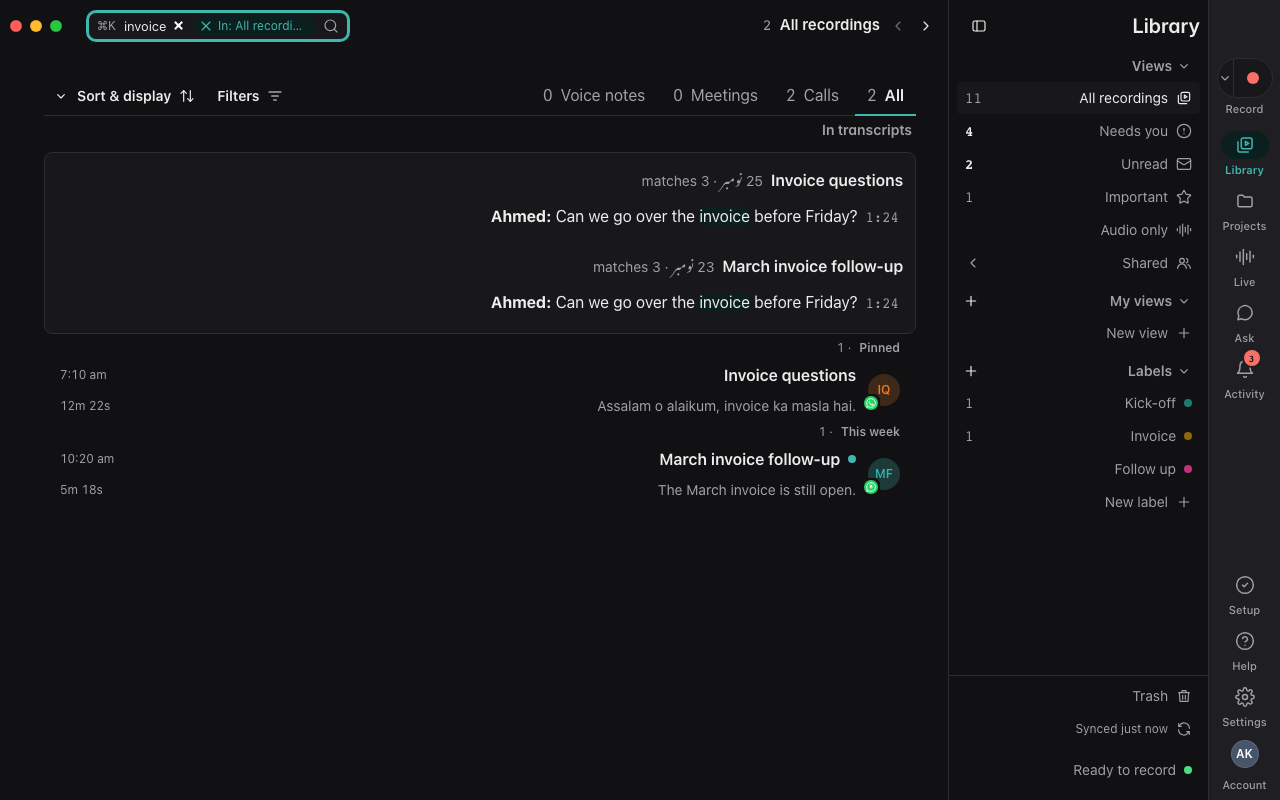 ⌘K invoice In: All recordi...
2 All recordings
Library
Sort & display Filters
0 Voice notes 0 Meetings 2 Calls 2 All
In transcripts
Invoice questions 25 نومبر · 3 matches
Ahmed: Can we go over the invoice before Friday? 1:24
March invoice follow-up 23 نومبر · 3 matches
Ahmed: Can we go over the invoice before Friday? 1:24
Pinned · 1
IQ Invoice questions 7:10 am
Assalam o alaikum, invoice ka masla hai. 12m 22s
This week · 1
MF March invoice follow-up 10:20 am
The March invoice is still open. 5m 18s
Views
All recordings 11
Needs you 4
Unread 2
Important 1
Audio only
Shared
My views
New view
Labels
Kick-off 1
Invoice 1
Follow up
New label
Trash
Synced just now
Ready to record
Record
Library
Projects
Live
Ask
3
Activity
Setup
Help
Settings
AK
Account